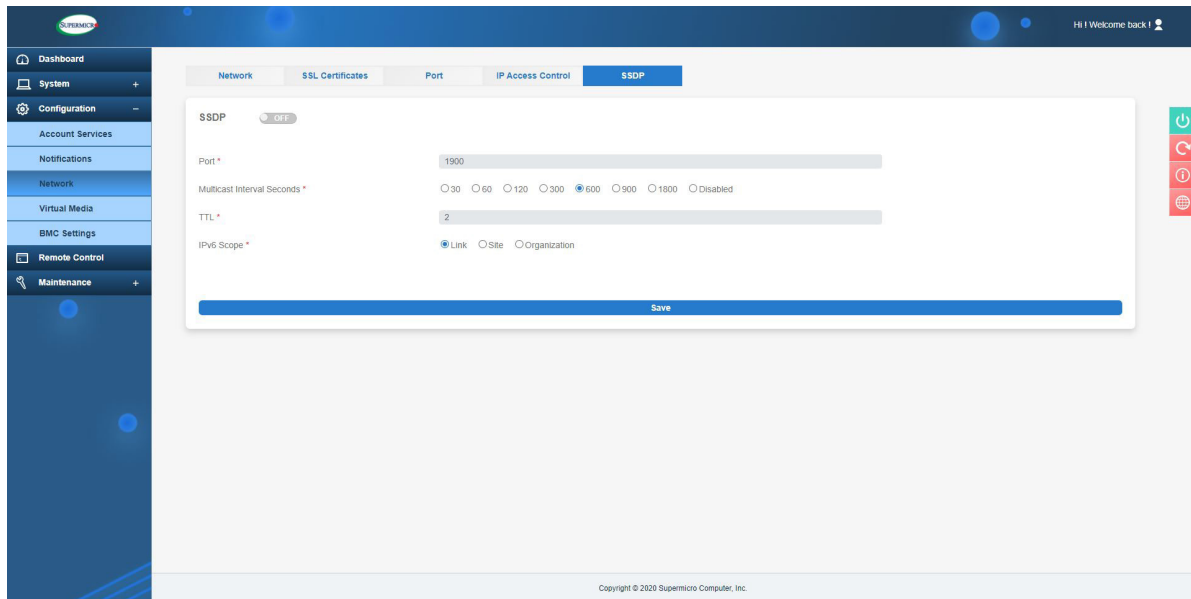 SUPERMICR
Hi ! Welcome back !
Dashboard
System +
Configuration −
Account Services
Notifications
Network
Virtual Media
BMC Settings
Remote Control
Maintenance +
Network SSL Certificates Port IP Access Control SSDP
SSDP OFF
Port * 1900
Multicast Interval Seconds * 30 60 120 300 600 900 1800 Disabled
TTL * 2
IPv6 Scope * Link Site Organization
Save
Copyright © 2020 Supermicro Computer, Inc.